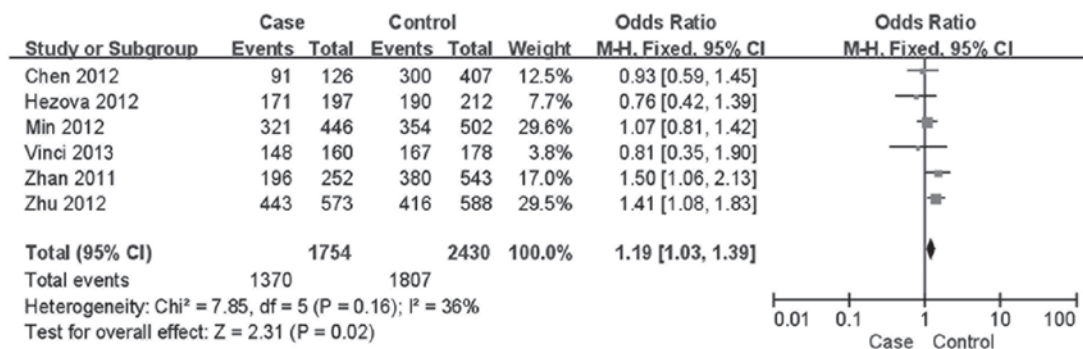 Case Control Odds Ratio Odds Ratio
Study or Subgroup Events Total Events Total Weight M-H, Fixed, 95% CI M-H, Fixed, 95% CI
Chen 2012 91 126 300 407 12.5% 0.93 [0.59, 1.45]
Hezova 2012 171 197 190 212 7.7% 0.76 [0.42, 1.39]
Min 2012 321 446 354 502 29.6% 1.07 [0.81, 1.42]
Vinci 2013 148 160 167 178 3.8% 0.81 [0.35, 1.90]
Zhan 2011 196 252 380 543 17.0% 1.50 [1.06, 2.13]
Zhu 2012 443 573 416 588 29.5% 1.41 [1.08, 1.83]
Total (95% CI) 1754 2430 100.0% 1.19 [1.03, 1.39]
Total events 1370 1807
Heterogeneity: Chi² = 7.85, df = 5 (P = 0.16); I² = 36%
Test for overall effect: Z = 2.31 (P = 0.02)
0.01 0.1 1 10 100
Case Control